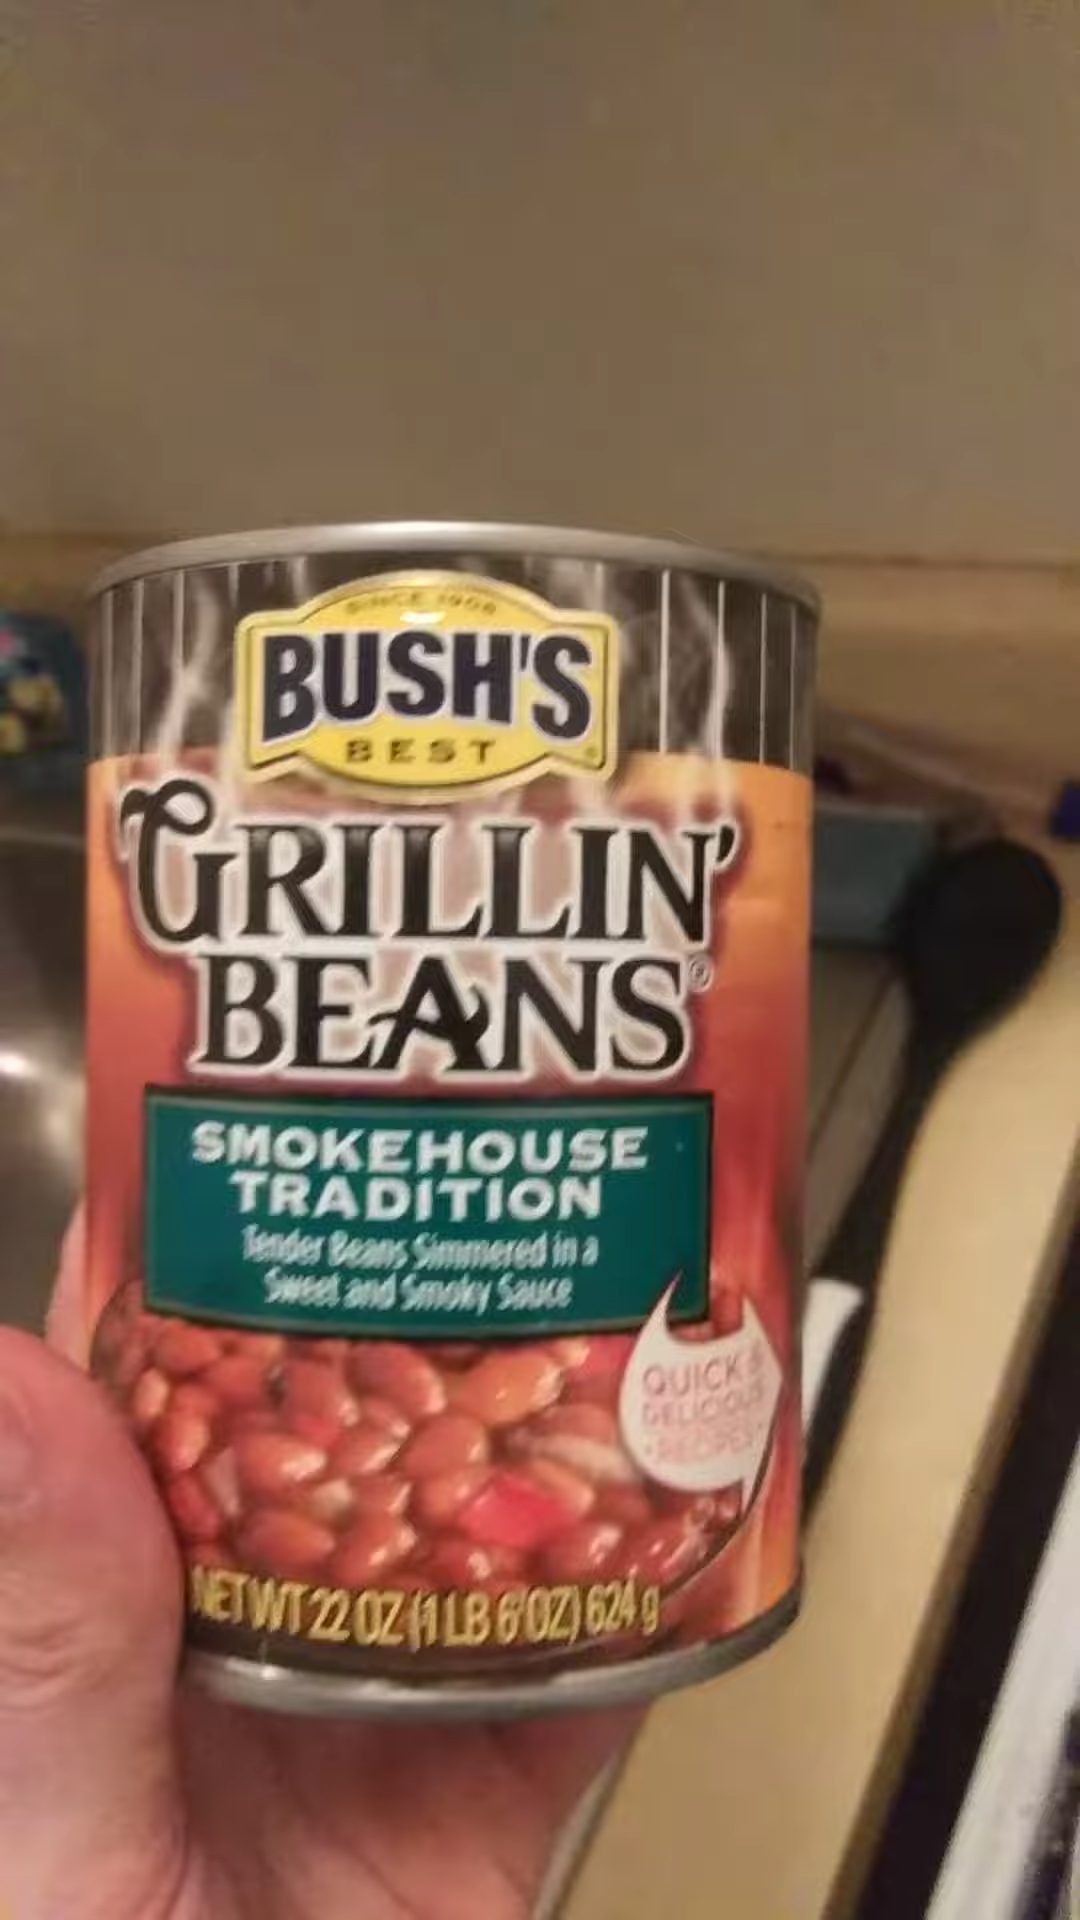 SINCE 1908
BUSH'S
BEST
GRILLIN'
BEANS®
SMOKEHOUSE
TRADITION
Tender Beans Simmered in a
Sweet and Smoky Sauce
QUICK &
DELICIOUS
•RECIPES•
NET WT 22 OZ (1 LB 6 OZ) 624 g